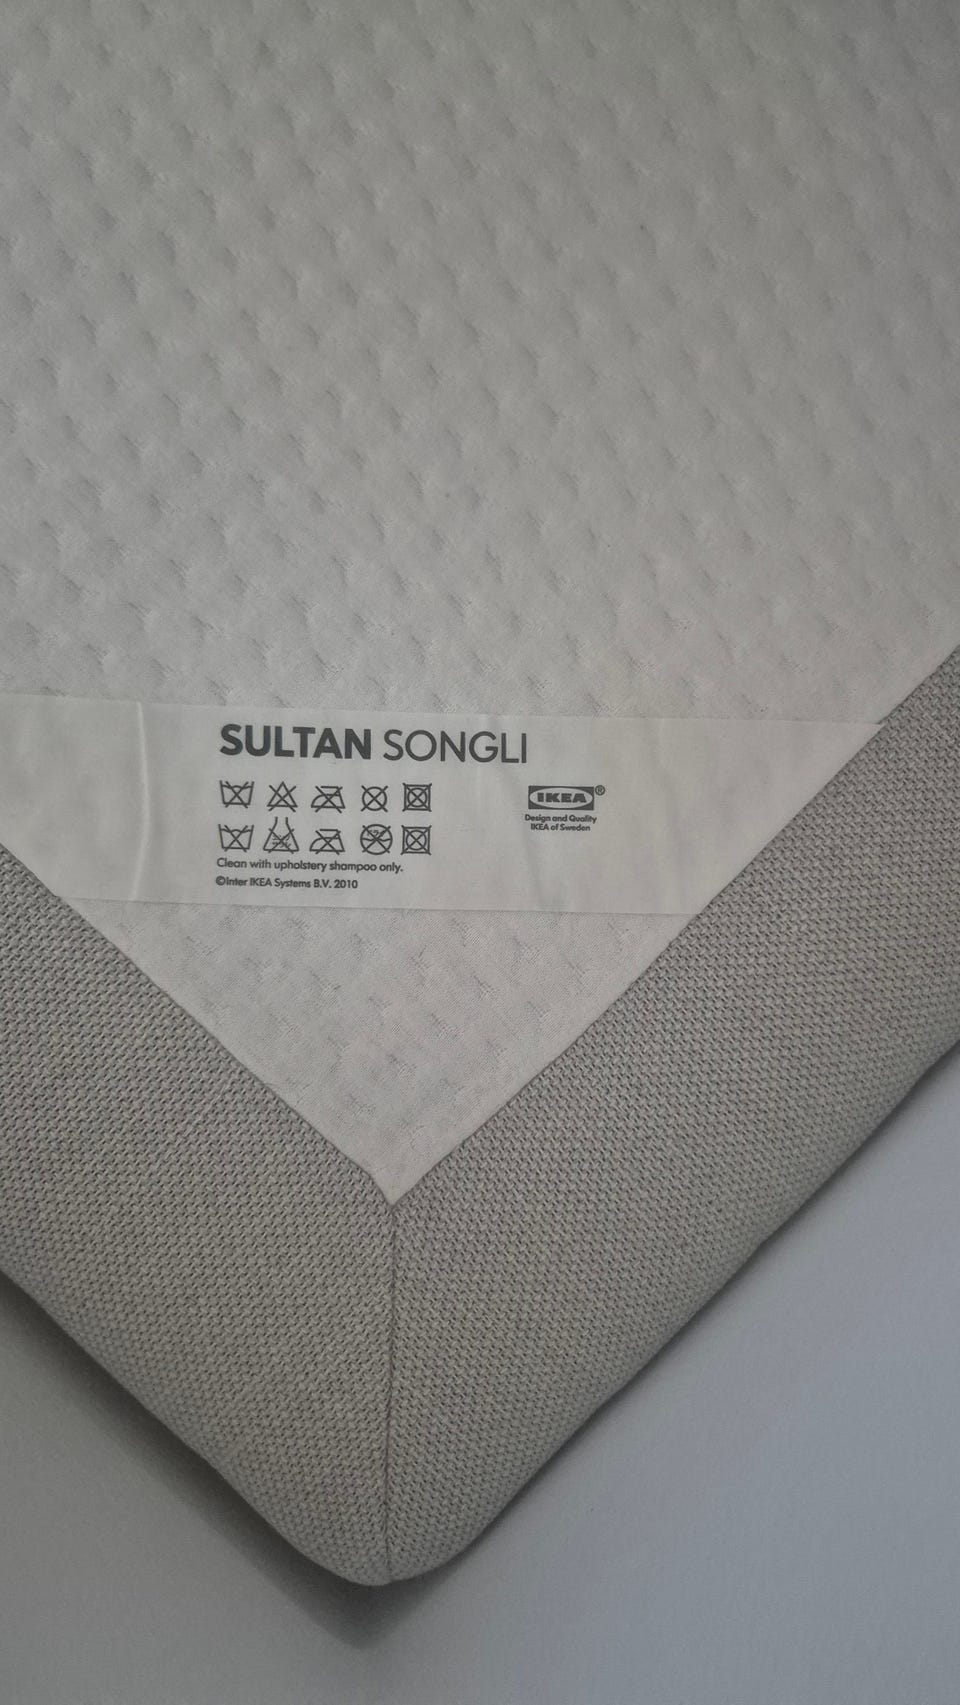 SULTAN SONGLI
IKEA®
Design and Quality
IKEA of Sweden
Clean with upholstery shampoo only.
©Inter IKEA Systems B.V. 2010